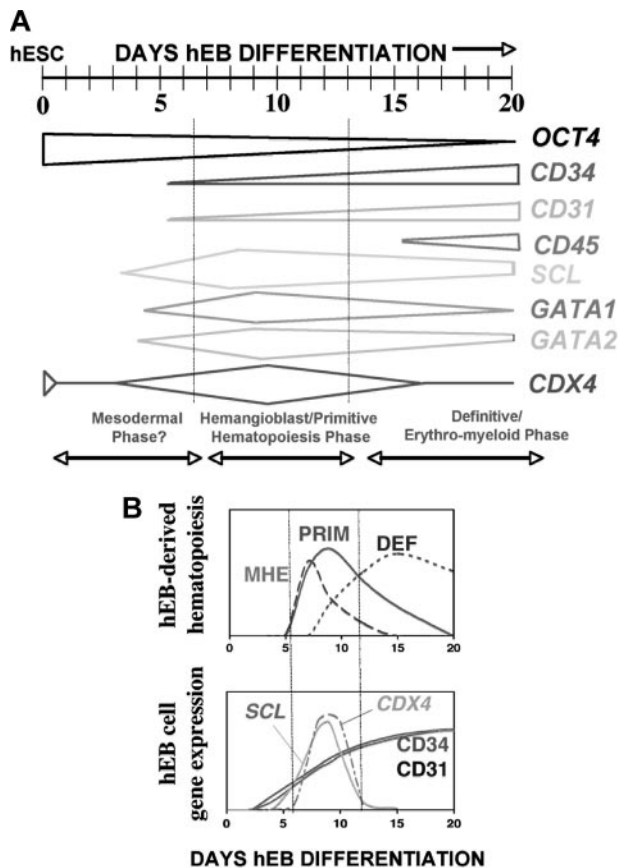 A
DAYS hEB DIFFERENTIATION
hESC
0 5 10 15 20
OCT4
CD34
CD31
CD45
SCL
GATA1
GATA2
CDX4
Mesodermal
Phase?
Hemangioblast/Primitive
Hematopoiesis Phase
Definitive/
Erythro-myeloid Phase
B
hEB-derived
hematopoiesis
PRIM
DEF
MHE
0 5 10 15 20
hEB cell
gene expression
SCL
CDX4
CD34
CD31
0 5 10 15 20
DAYS hEB DIFFERENTIATION